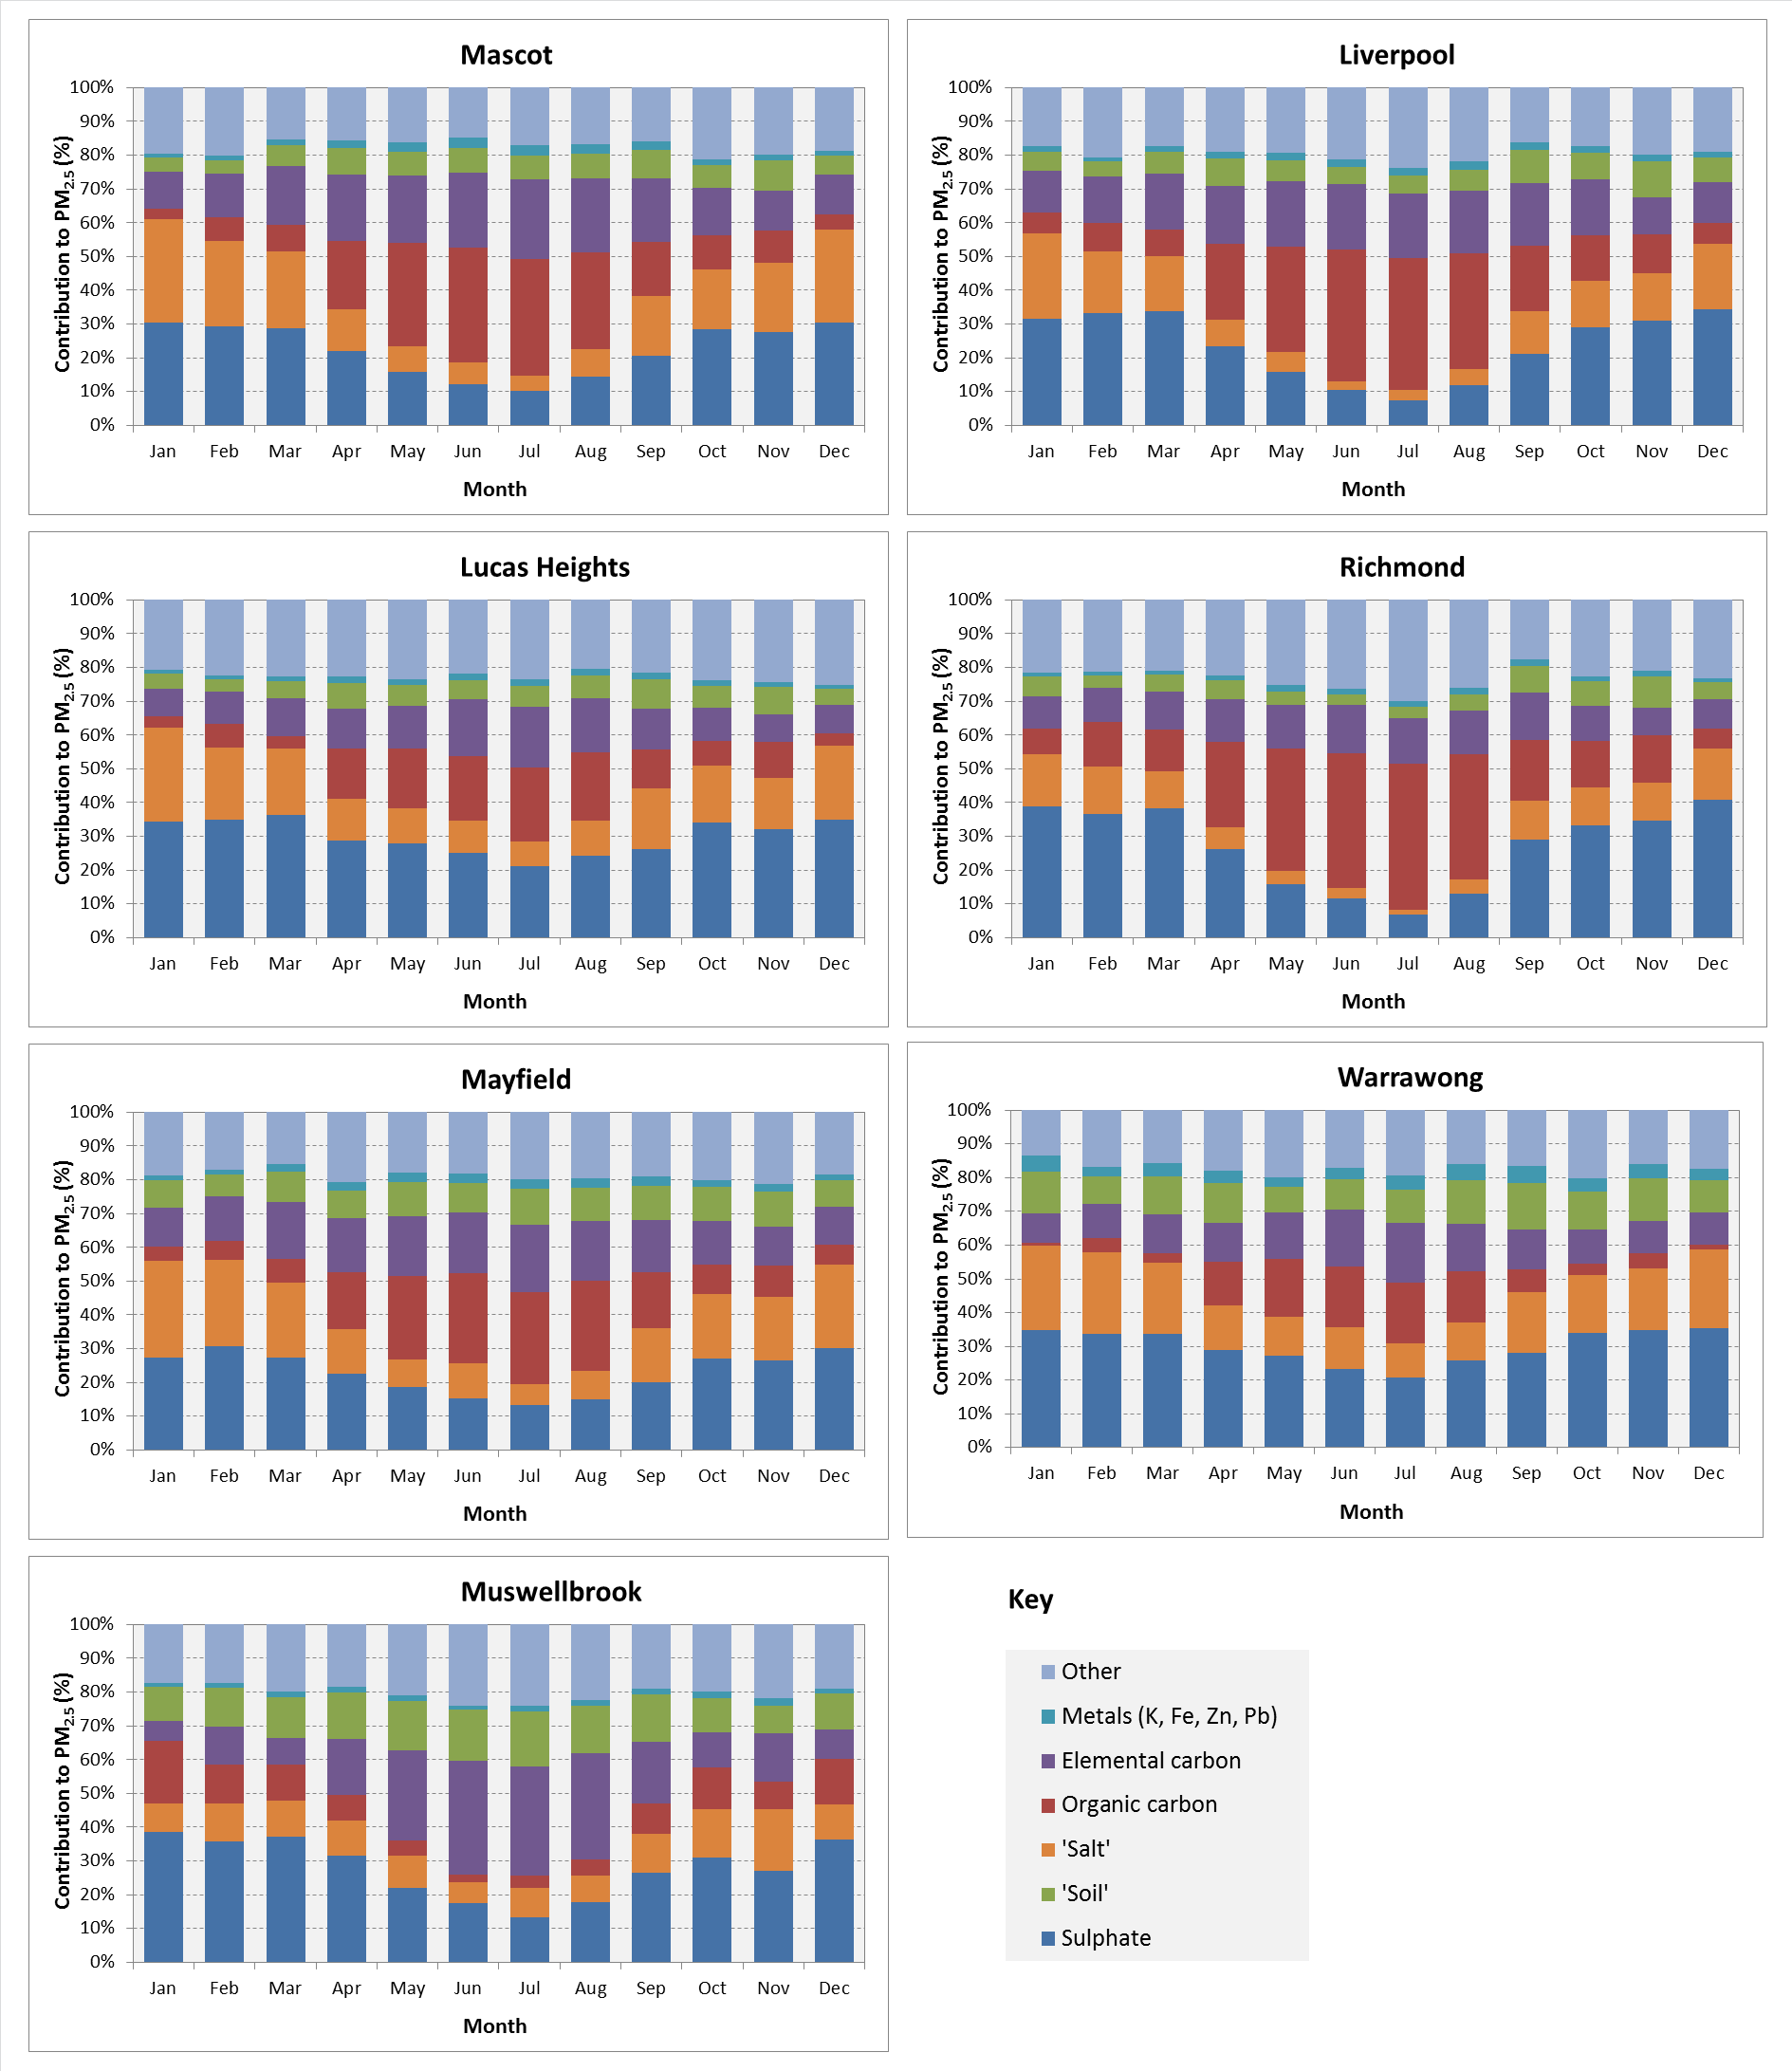 Mascot
Contribution to PM2.5 (%)
100%
90%
80%
70%
60%
50%
40%
30%
20%
10%
0%
Jan Feb Mar Apr May Jun Jul Aug Sep Oct Nov Dec
Month
Liverpool
Contribution to PM2.5 (%)
100%
90%
80%
70%
60%
50%
40%
30%
20%
10%
0%
Jan Feb Mar Apr May Jun Jul Aug Sep Oct Nov Dec
Month
Lucas Heights
Contribution to PM2.5 (%)
100%
90%
80%
70%
60%
50%
40%
30%
20%
10%
0%
Jan Feb Mar Apr May Jun Jul Aug Sep Oct Nov Dec
Month
Richmond
Contribution to PM2.5 (%)
100%
90%
80%
70%
60%
50%
40%
30%
20%
10%
0%
Jan Feb Mar Apr May Jun Jul Aug Sep Oct Nov Dec
Month
Mayfield
Contribution to PM2.5 (%)
100%
90%
80%
70%
60%
50%
40%
30%
20%
10%
0%
Jan Feb Mar Apr May Jun Jul Aug Sep Oct Nov Dec
Month
Warrawong
Contribution to PM2.5 (%)
100%
90%
80%
70%
60%
50%
40%
30%
20%
10%
0%
Jan Feb Mar Apr May Jun Jul Aug Sep Oct Nov Dec
Month
Muswellbrook
Contribution to PM2.5 (%)
100%
90%
80%
70%
60%
50%
40%
30%
20%
10%
0%
Jan Feb Mar Apr May Jun Jul Aug Sep Oct Nov Dec
Month
Key
Other
Metals (K, Fe, Zn, Pb)
Elemental carbon
Organic carbon
'Salt'
'Soil'
Sulphate